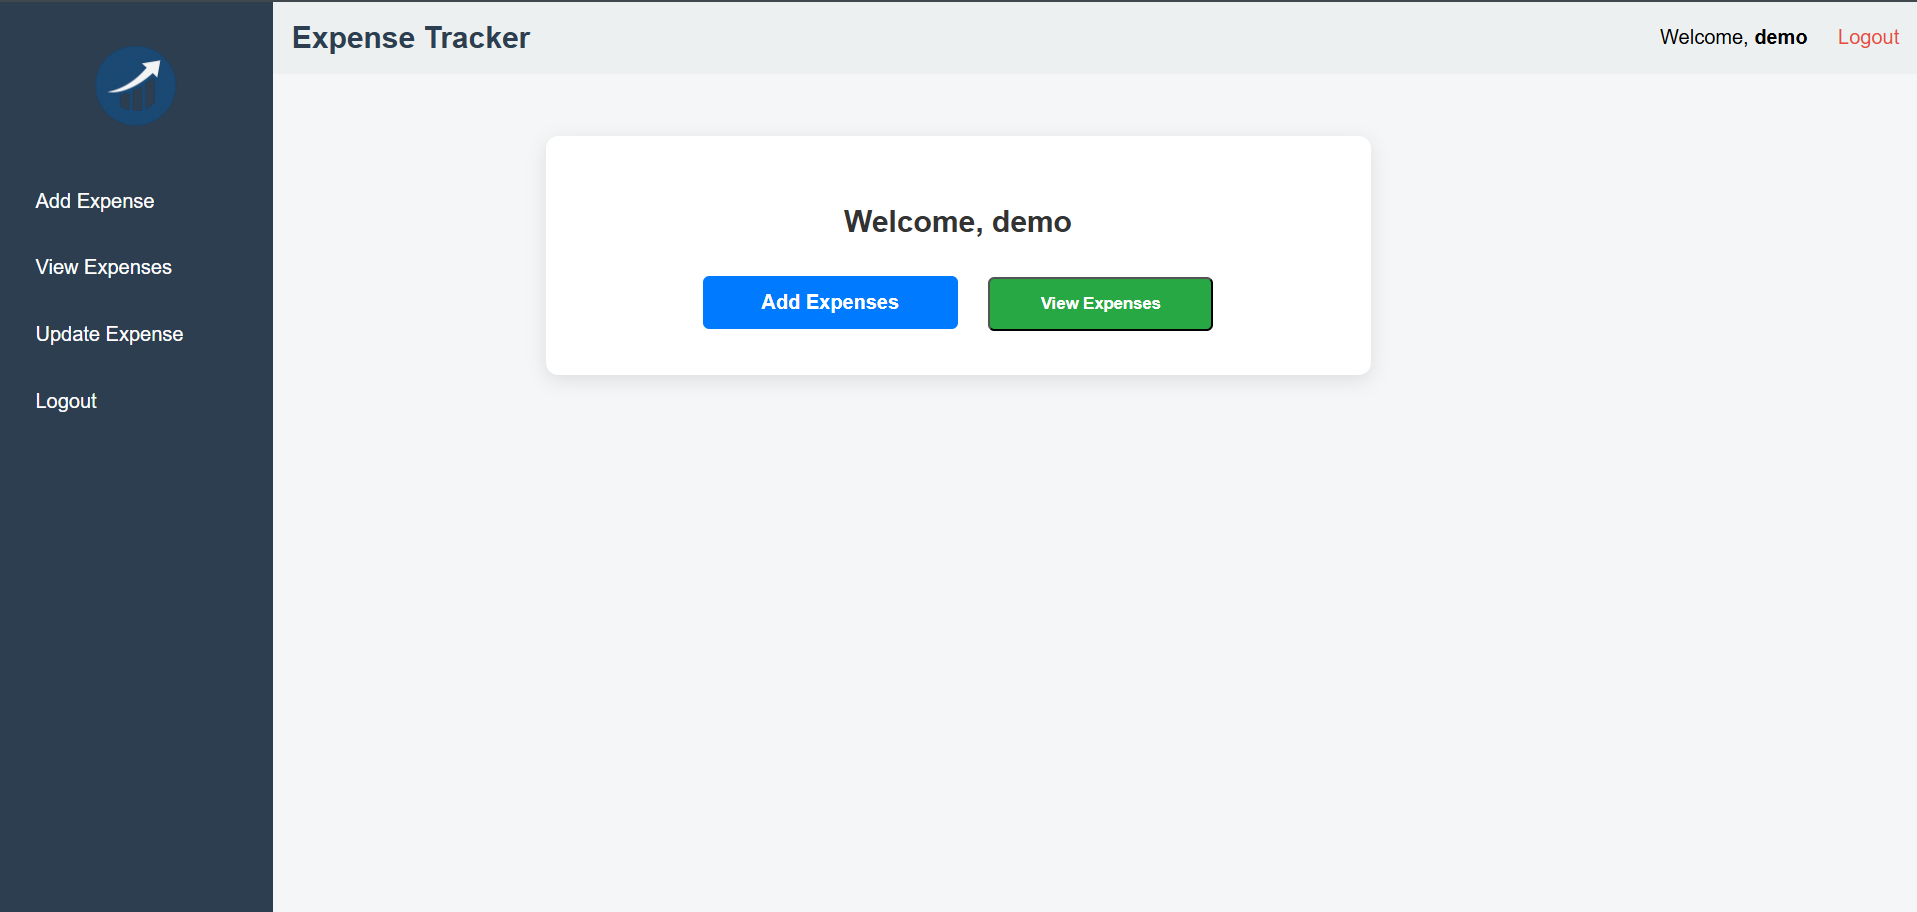 Expense Tracker
Welcome, demo
Logout
Add Expense
View Expenses
Update Expense
Logout
Welcome, demo
Add Expenses
View Expenses